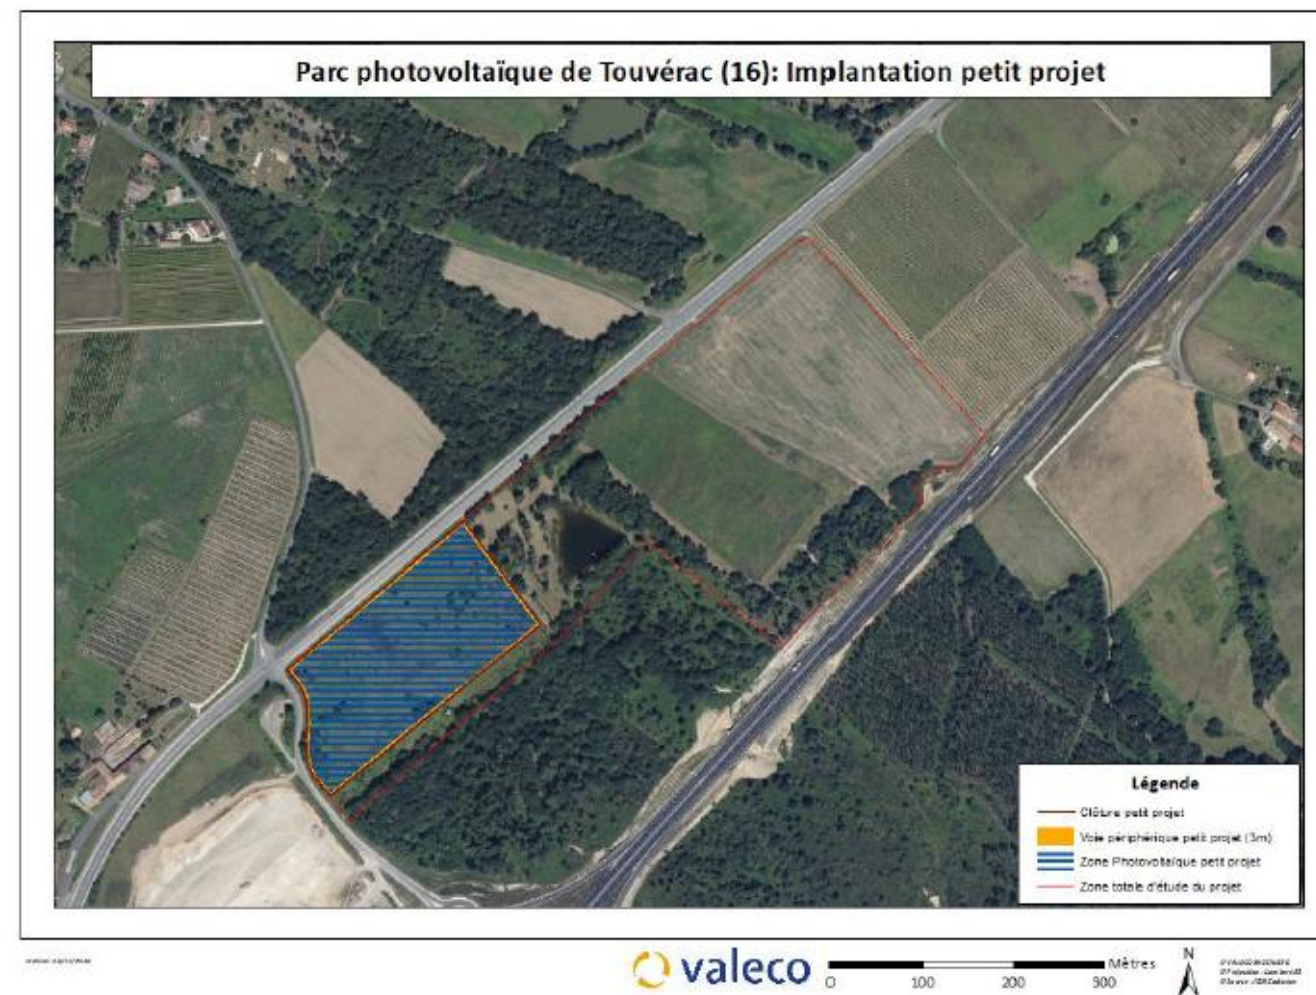 Parc photovoltaïque de Touvérac (16): Implantation petit projet
Légende
Clôture petit projet
Voie périphérique petit projet (3m)
Zone Photovoltaïque petit projet
Zone totale d'étude du projet
valeco
Mètres
0 100 200 300
N